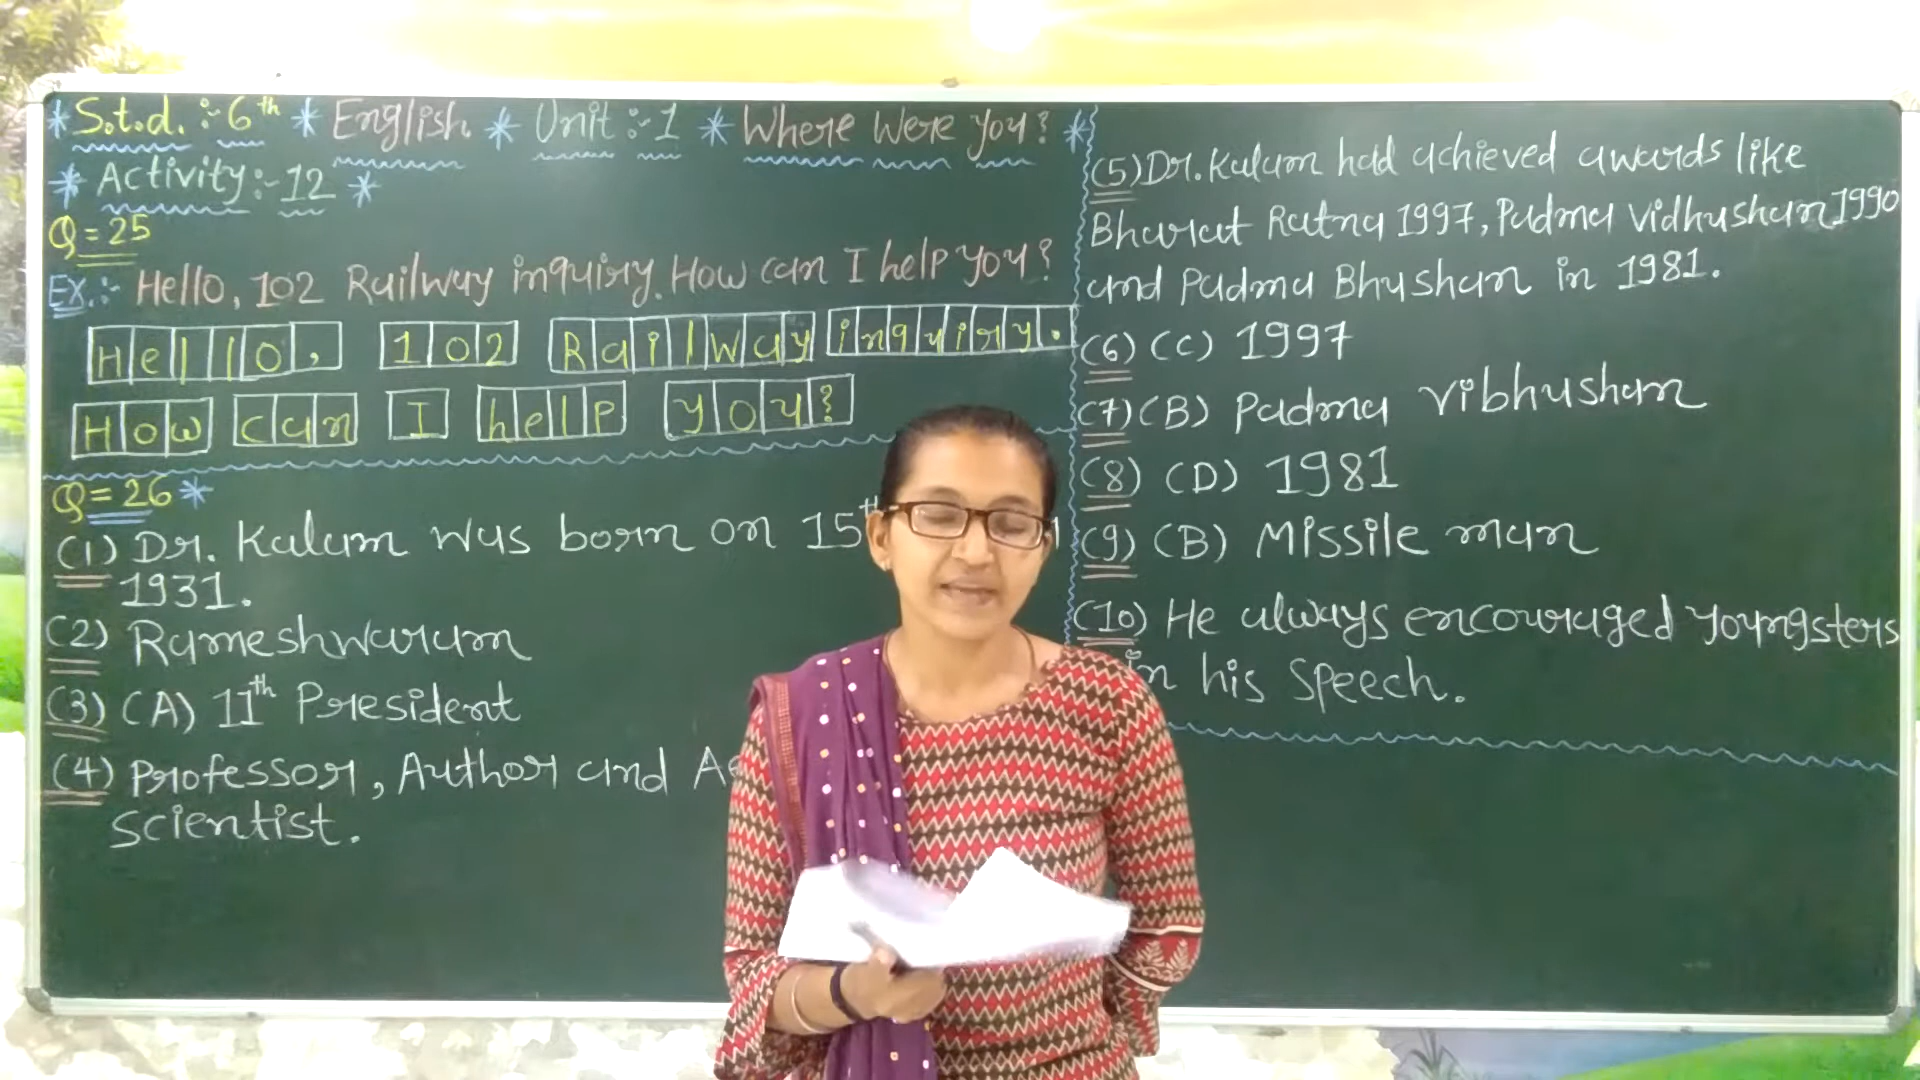 * S.t.d. :- 6th * English. * Unit :- 1 * Where Were You? *
* Activity :- 12 *
Q = 25
Ex. :- Hello, 102 Railway inquiry. How can I help you?
Hello, 102 Railway inquiry.
How can I help you?
Q = 26 *
(1) Dr. Kalam was born on 15th
1931.
(2) Rameshwaram
(3) (A) 11th President
(4) Professor, Author and
scientist.
(5) Dr. Kalam had achieved awards like
Bharat Ratna 1997, Padma Vidhushan 1990
and Padma Bhushan in 1981.
(6) (C) 1997
(7) (B) Padma Vibhushan
(8) (D) 1981
(9) (B) Missile man
(10) He always encouraged youngsters
in his speech.